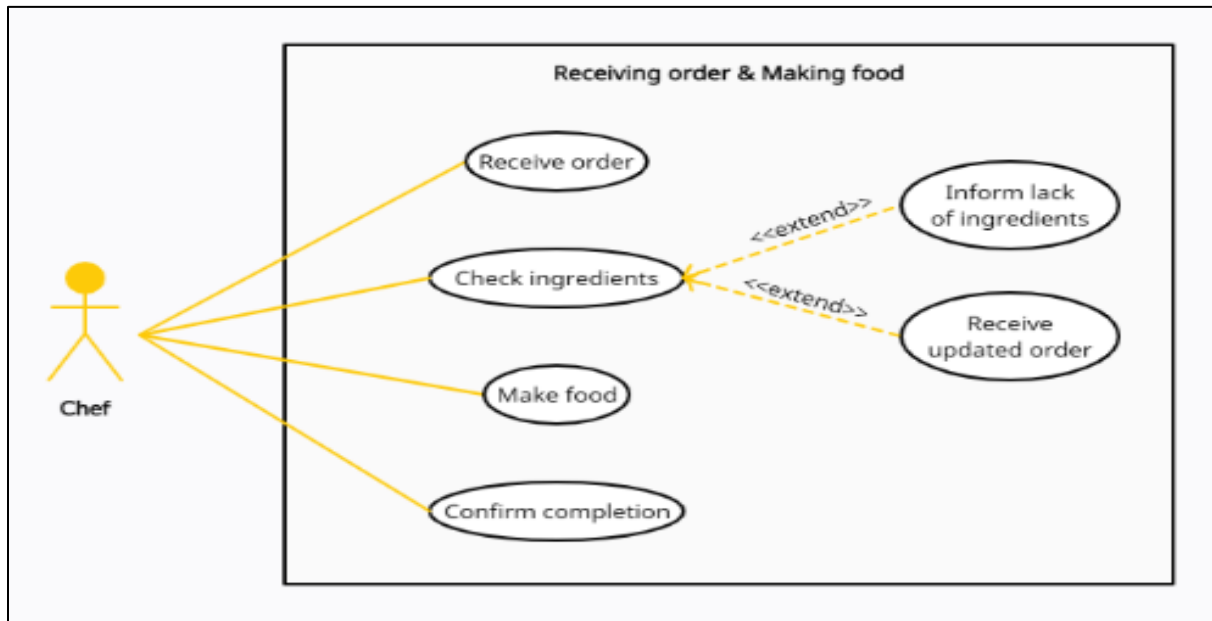 Receiving order & Making food
Receive order
Inform lack
of ingredients
<<extend>>
Check ingredients
<<extend>>
Receive
updated order
Make food
Chef
Confirm completion